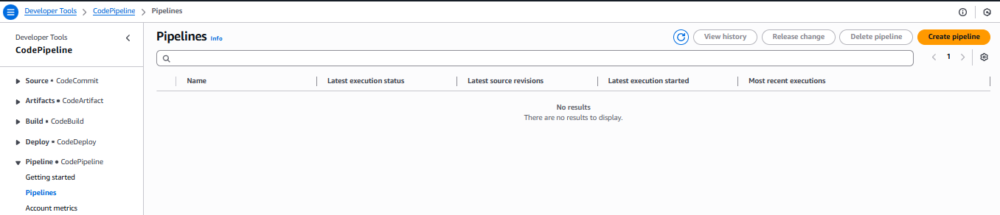 Developer Tools > CodePipeline > Pipelines
Developer Tools
CodePipeline
Source • CodeCommit
Artifacts • CodeArtifact
Build • CodeBuild
Deploy • CodeDeploy
Pipeline • CodePipeline
Getting started
Pipelines
Account metrics
Pipelines Info
View history
Release change
Delete pipeline
Create pipeline
1
Name
Latest execution status
Latest source revisions
Latest execution started
Most recent executions
No results
There are no results to display.